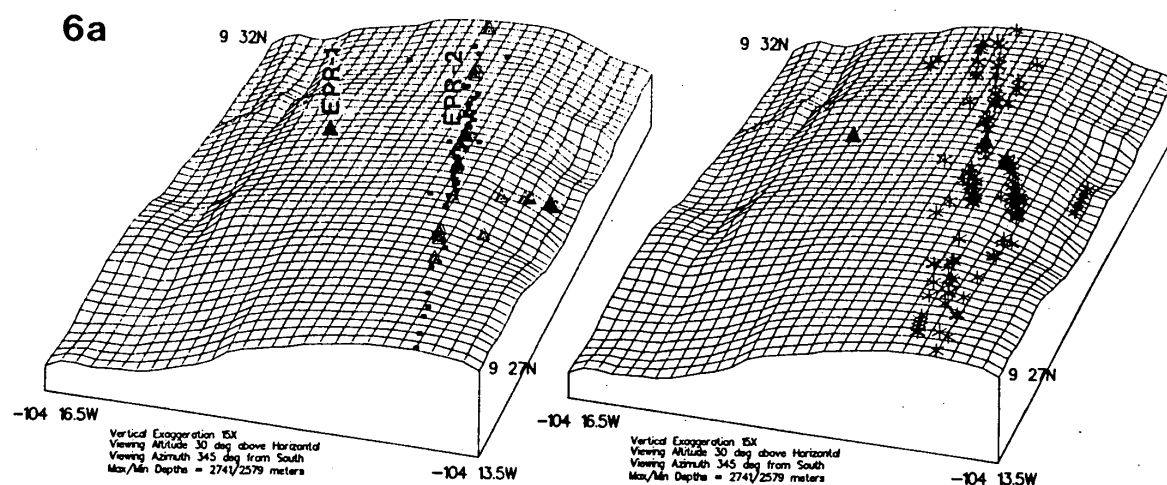 6a
9 32N
EPR-1
EPR-2
9 27N
-104 16.5W
-104 13.5W
Vertical Exaggeration 15X
Viewing Altitude 30 deg above Horizontal
Viewing Azimuth 345 deg from South
Max/Min Depths = 2741/2579 meters
9 32N
9 27N
-104 16.5W
-104 13.5W
Vertical Exaggeration 15X
Viewing Altitude 30 deg above Horizontal
Viewing Azimuth 345 deg from South
Max/Min Depths = 2741/2579 meters